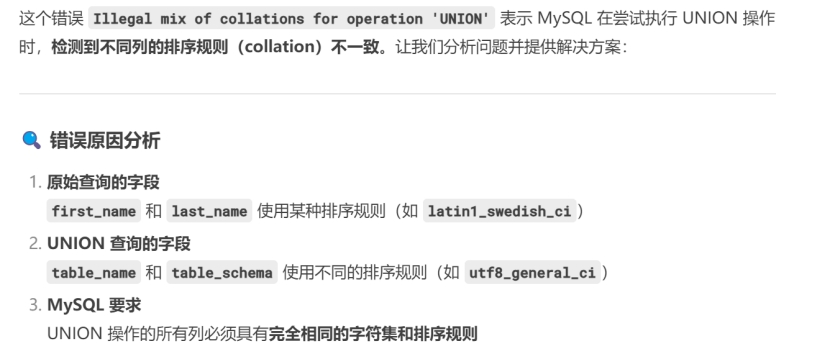 这个错误 Illegal mix of collations for operation 'UNION' 表示 MySQL 在尝试执行 UNION 操作
时，检测到不同列的排序规则（collation）不一致。让我们分析问题并提供解决方案：
错误原因分析
1. 原始查询的字段
first_name 和 last_name 使用某种排序规则（如 latin1_swedish_ci）
2. UNION 查询的字段
table_name 和 table_schema 使用不同的排序规则（如 utf8_general_ci）
3. MySQL 要求
UNION 操作的所有列必须具有完全相同的字符集和排序规则